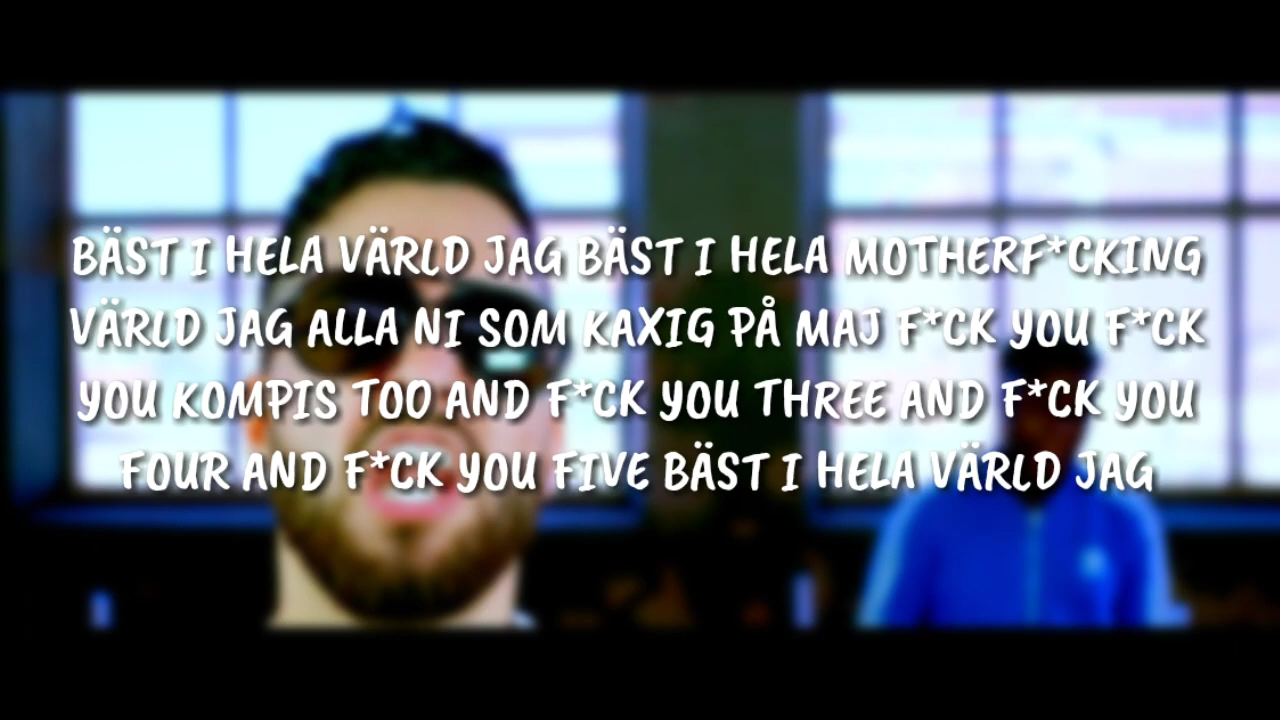 BÄST I HELA VÄRLD JAG BÄST I HELA MOTHERF*CKING
VÄRLD JAG ALLA NI SOM KAXIG PÅ MAJ F*CK YOU F*CK
YOU KOMPIS TOO AND F*CK YOU THREE AND F*CK YOU
FOUR AND F*CK YOU FIVE BÄST I HELA VÄRLD JAG